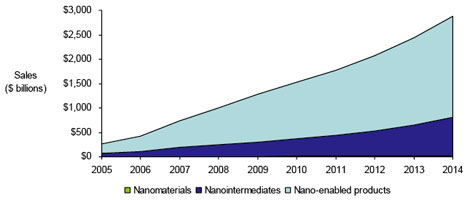 $3,000
$2,500
$2,000
Sales
($ billions)
$1,500
$1,000
$500
$0
2005 2006 2007 2008 2009 2010 2011 2012 2013 2014
Nanomaterials Nanointermediates Nano-enabled products